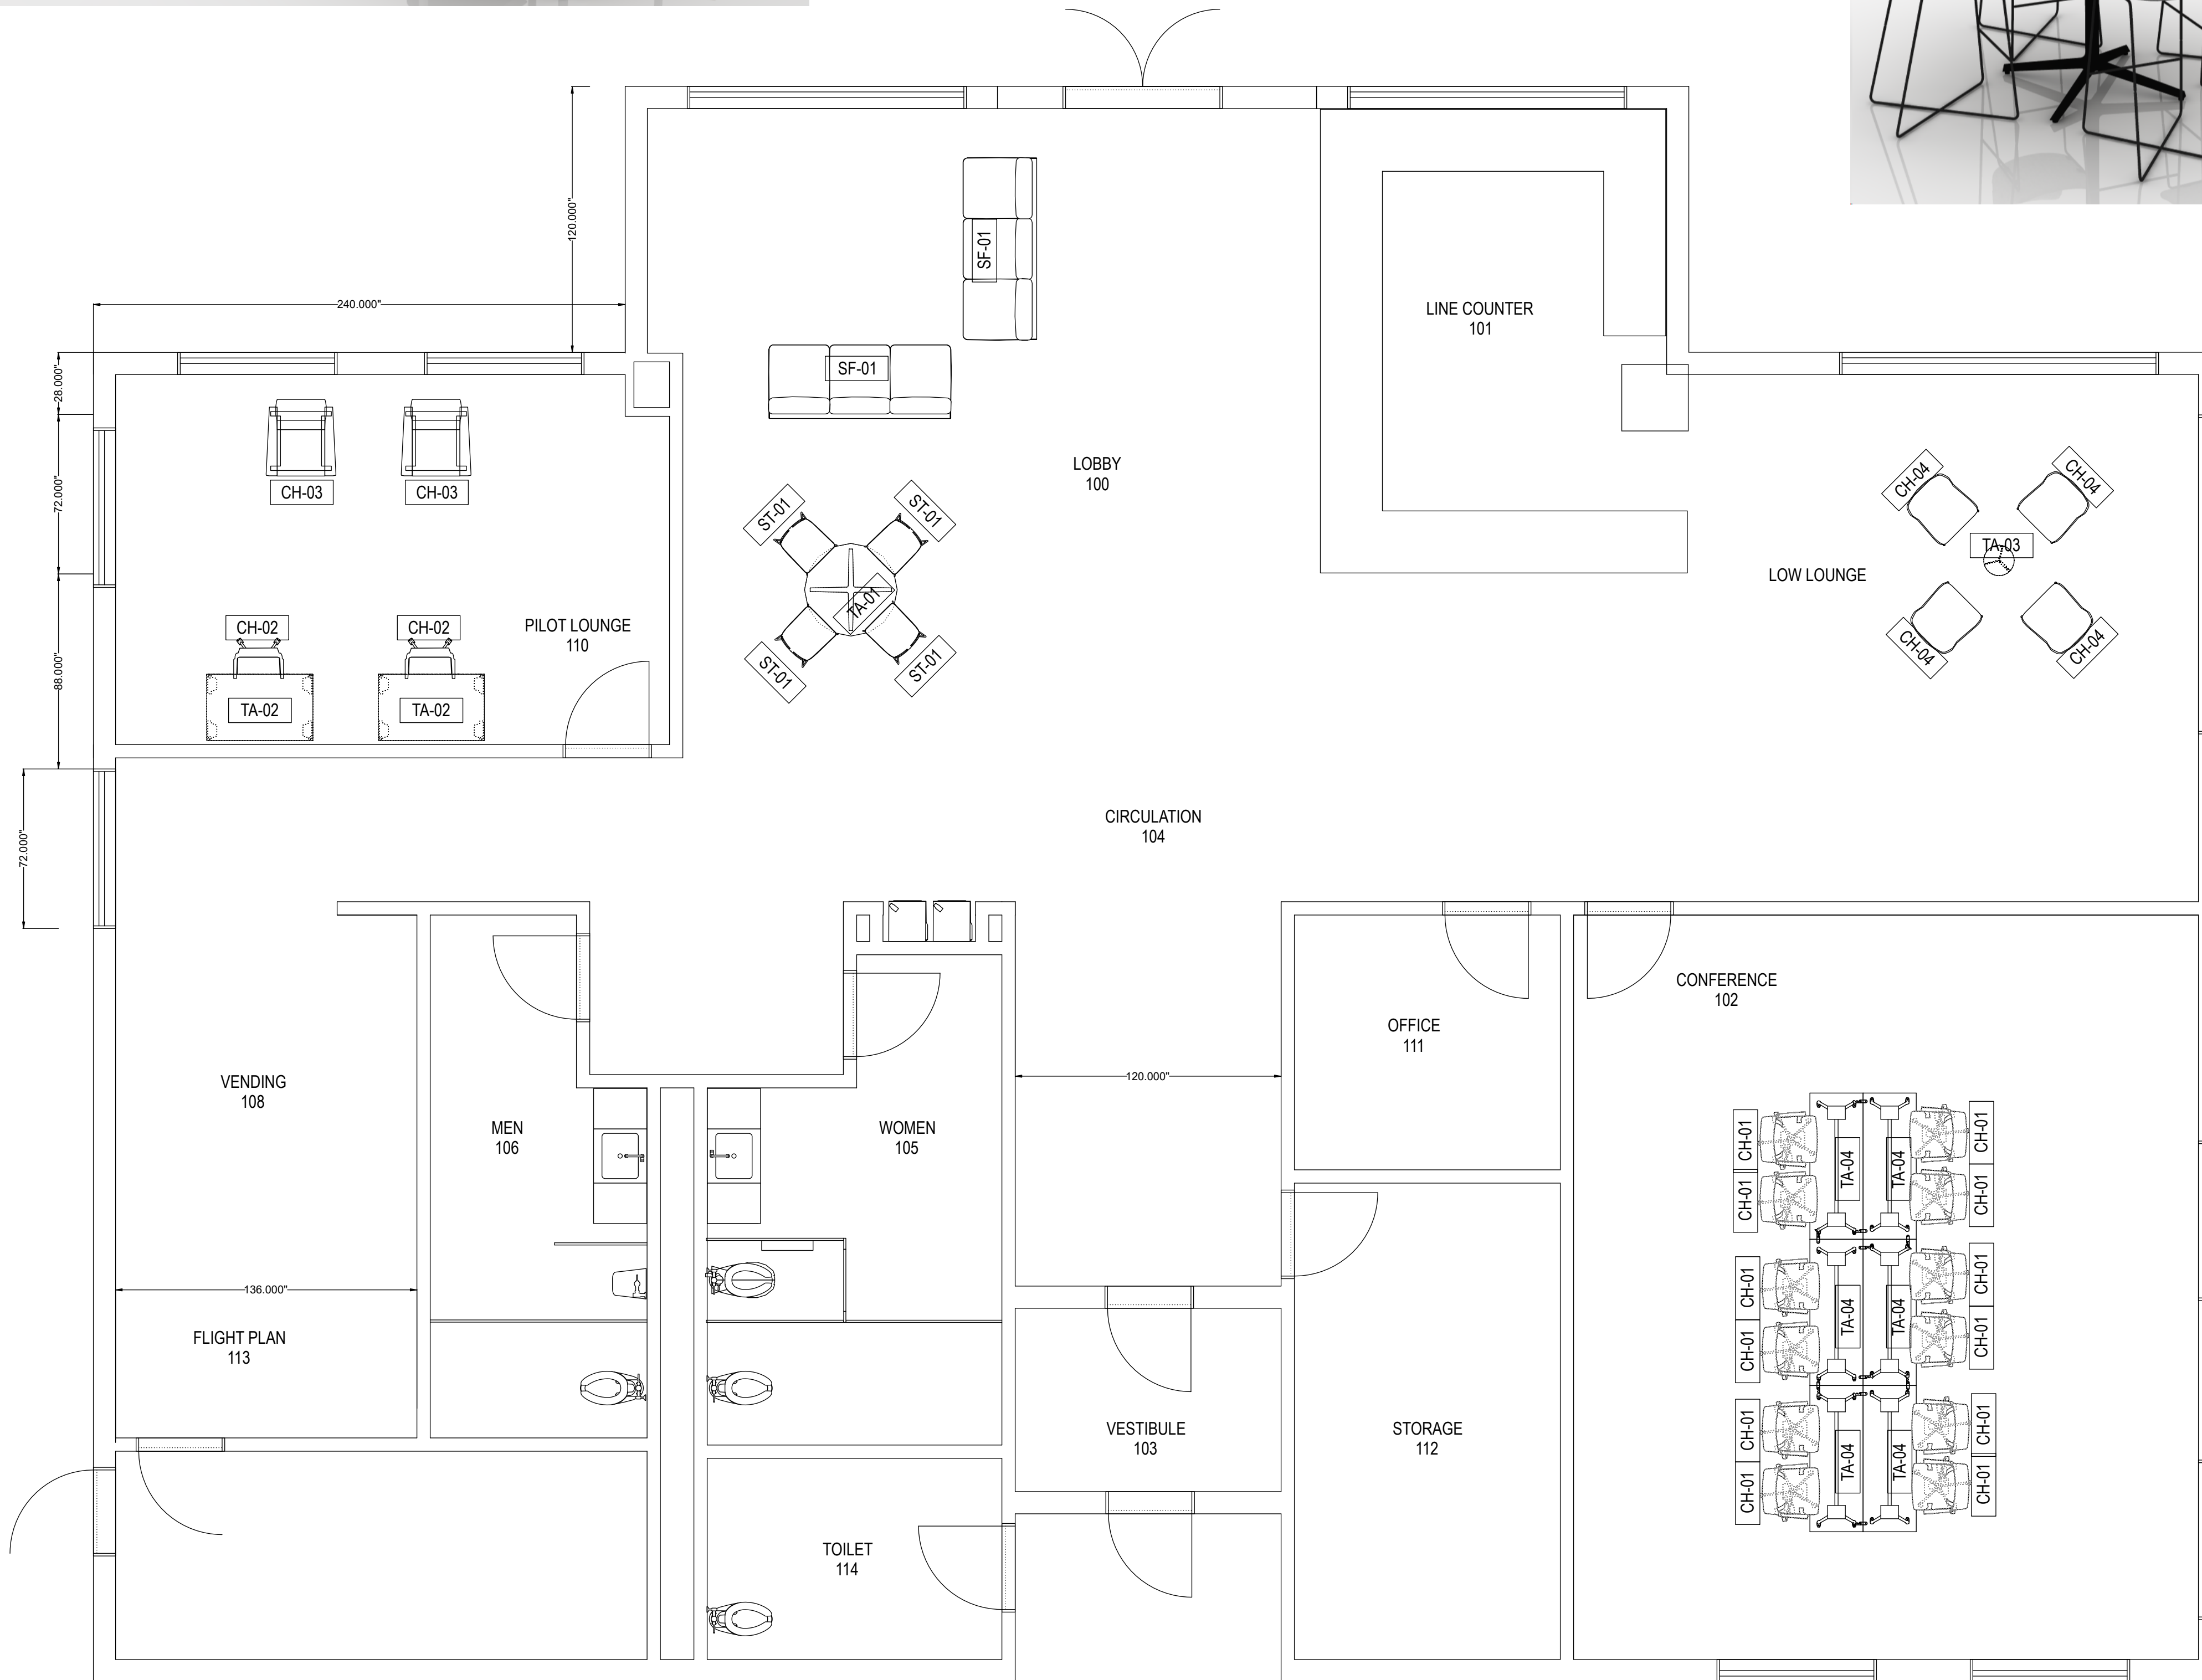 120.000"
240.000"
28.000"
72.000"
88.000"
72.000"
SF-01
SF-01
LINE COUNTER
101
LOBBY
100
CH-03
CH-03
ST-01
ST-01
TA-01
ST-01
ST-01
CH-02
CH-02
PILOT LOUNGE
110
TA-02
TA-02
CH-04
CH-04
TA-03
LOW LOUNGE
CH-04
CH-04
CIRCULATION
104
CONFERENCE
102
OFFICE
111
120.000"
VENDING
108
MEN
106
WOMEN
105
136.000"
FLIGHT PLAN
113
VESTIBULE
103
STORAGE
112
TOILET
114
CH-01
TA-04
TA-04
CH-01
CH-01
CH-01
CH-01
TA-04
TA-04
CH-01
CH-01
CH-01
CH-01
TA-04
TA-04
CH-01
CH-01
CH-01